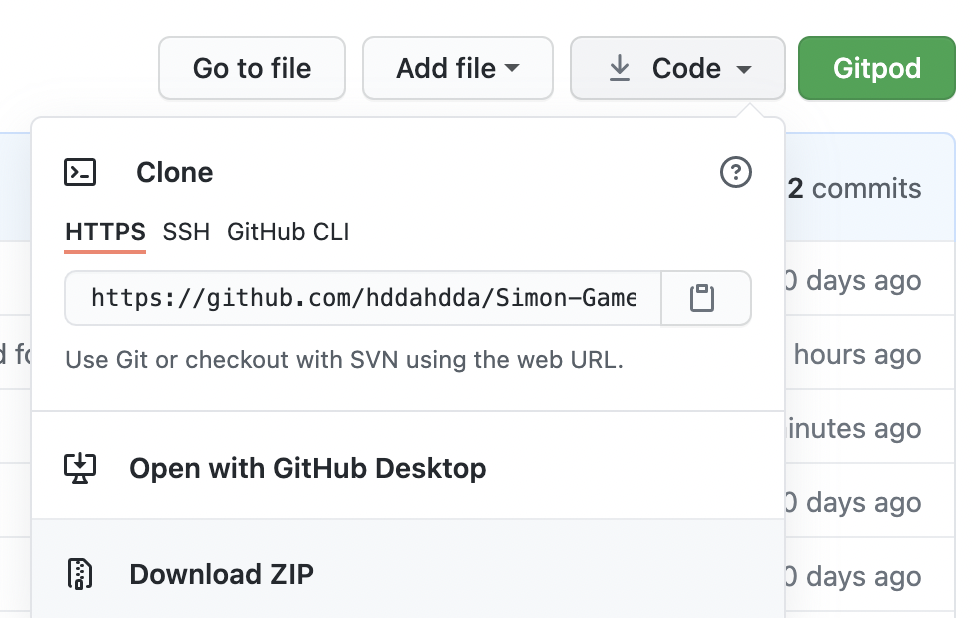 Go to file Add file Code Gitpod
Clone
2 commits
HTTPS SSH GitHub CLI
0 days ago
https://github.com/hddahdda/Simon-Game
hours ago
Use Git or checkout with SVN using the web URL.
inutes ago
Open with GitHub Desktop
0 days ago
Download ZIP
0 days ago